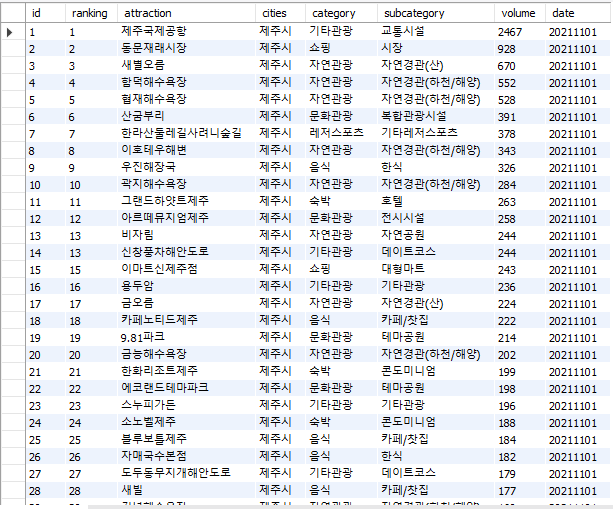 id ranking attraction cities category subcategory volume date
1 1 제주국제공항 제주시 기타관광 교통시설 2467 20211101
2 2 동문재래시장 제주시 쇼핑 시장 928 20211101
3 3 새별오름 제주시 자연관광 자연경관(산) 670 20211101
4 4 함덕해수욕장 제주시 자연관광 자연경관(하천/해양) 552 20211101
5 5 협재해수욕장 제주시 자연관광 자연경관(하천/해양) 528 20211101
6 6 산굼부리 제주시 문화관광 복합관광시설 391 20211101
7 7 한라산둘레길사려니숲길 제주시 레저스포츠 기타레저스포츠 378 20211101
8 8 이호테우해변 제주시 자연관광 자연경관(하천/해양) 343 20211101
9 9 우진해장국 제주시 음식 한식 326 20211101
10 10 곽지해수욕장 제주시 자연관광 자연경관(하천/해양) 284 20211101
11 11 그랜드하얏트제주 제주시 숙박 호텔 263 20211101
12 12 아르떼뮤지엄제주 제주시 문화관광 전시시설 258 20211101
13 13 비자림 제주시 자연관광 자연공원 244 20211101
14 13 신창풍차해안도로 제주시 기타관광 데이트코스 244 20211101
15 15 이마트신제주점 제주시 쇼핑 대형마트 243 20211101
16 16 용두암 제주시 기타관광 기타관광 236 20211101
17 17 금오름 제주시 자연관광 자연경관(산) 224 20211101
18 18 카페노티드제주 제주시 음식 카페/찻집 222 20211101
19 19 9.81파크 제주시 문화관광 테마공원 214 20211101
20 20 금능해수욕장 제주시 자연관광 자연경관(하천/해양) 202 20211101
21 21 한화리조트제주 제주시 숙박 콘도미니엄 199 20211101
22 22 에코랜드테마파크 제주시 문화관광 테마공원 198 20211101
23 23 스누피가든 제주시 기타관광 기타관광 196 20211101
24 24 소노벨제주 제주시 숙박 콘도미니엄 188 20211101
25 25 블루보틀제주 제주시 음식 카페/찻집 184 20211101
26 26 자매국수본점 제주시 음식 한식 182 20211101
27 27 도두동무지개해안도로 제주시 기타관광 데이트코스 179 20211101
28 28 새빌 제주시 음식 카페/찻집 177 20211101